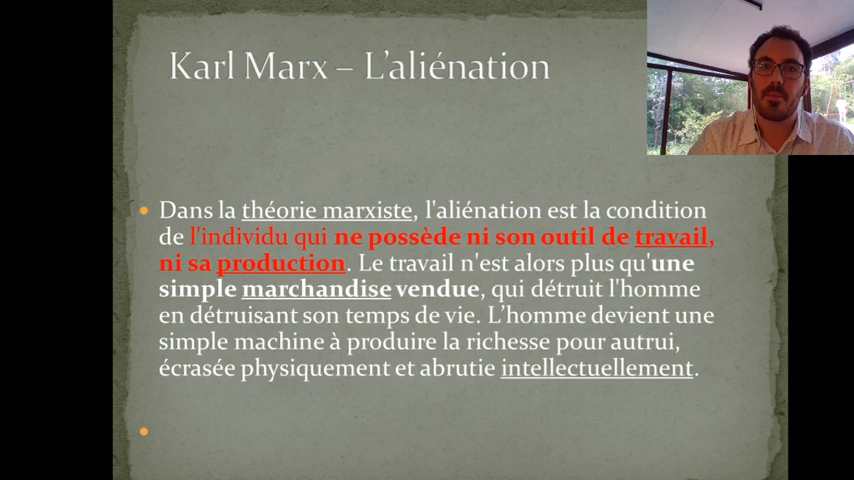 Karl Marx – L’aliénation
Dans la théorie marxiste, l'aliénation est la condition
de l'individu qui ne possède ni son outil de travail,
ni sa production. Le travail n'est alors plus qu'une
simple marchandise vendue, qui détruit l'homme
en détruisant son temps de vie. L’homme devient une
simple machine à produire la richesse pour autrui,
écrasée physiquement et abrutie intellectuellement.